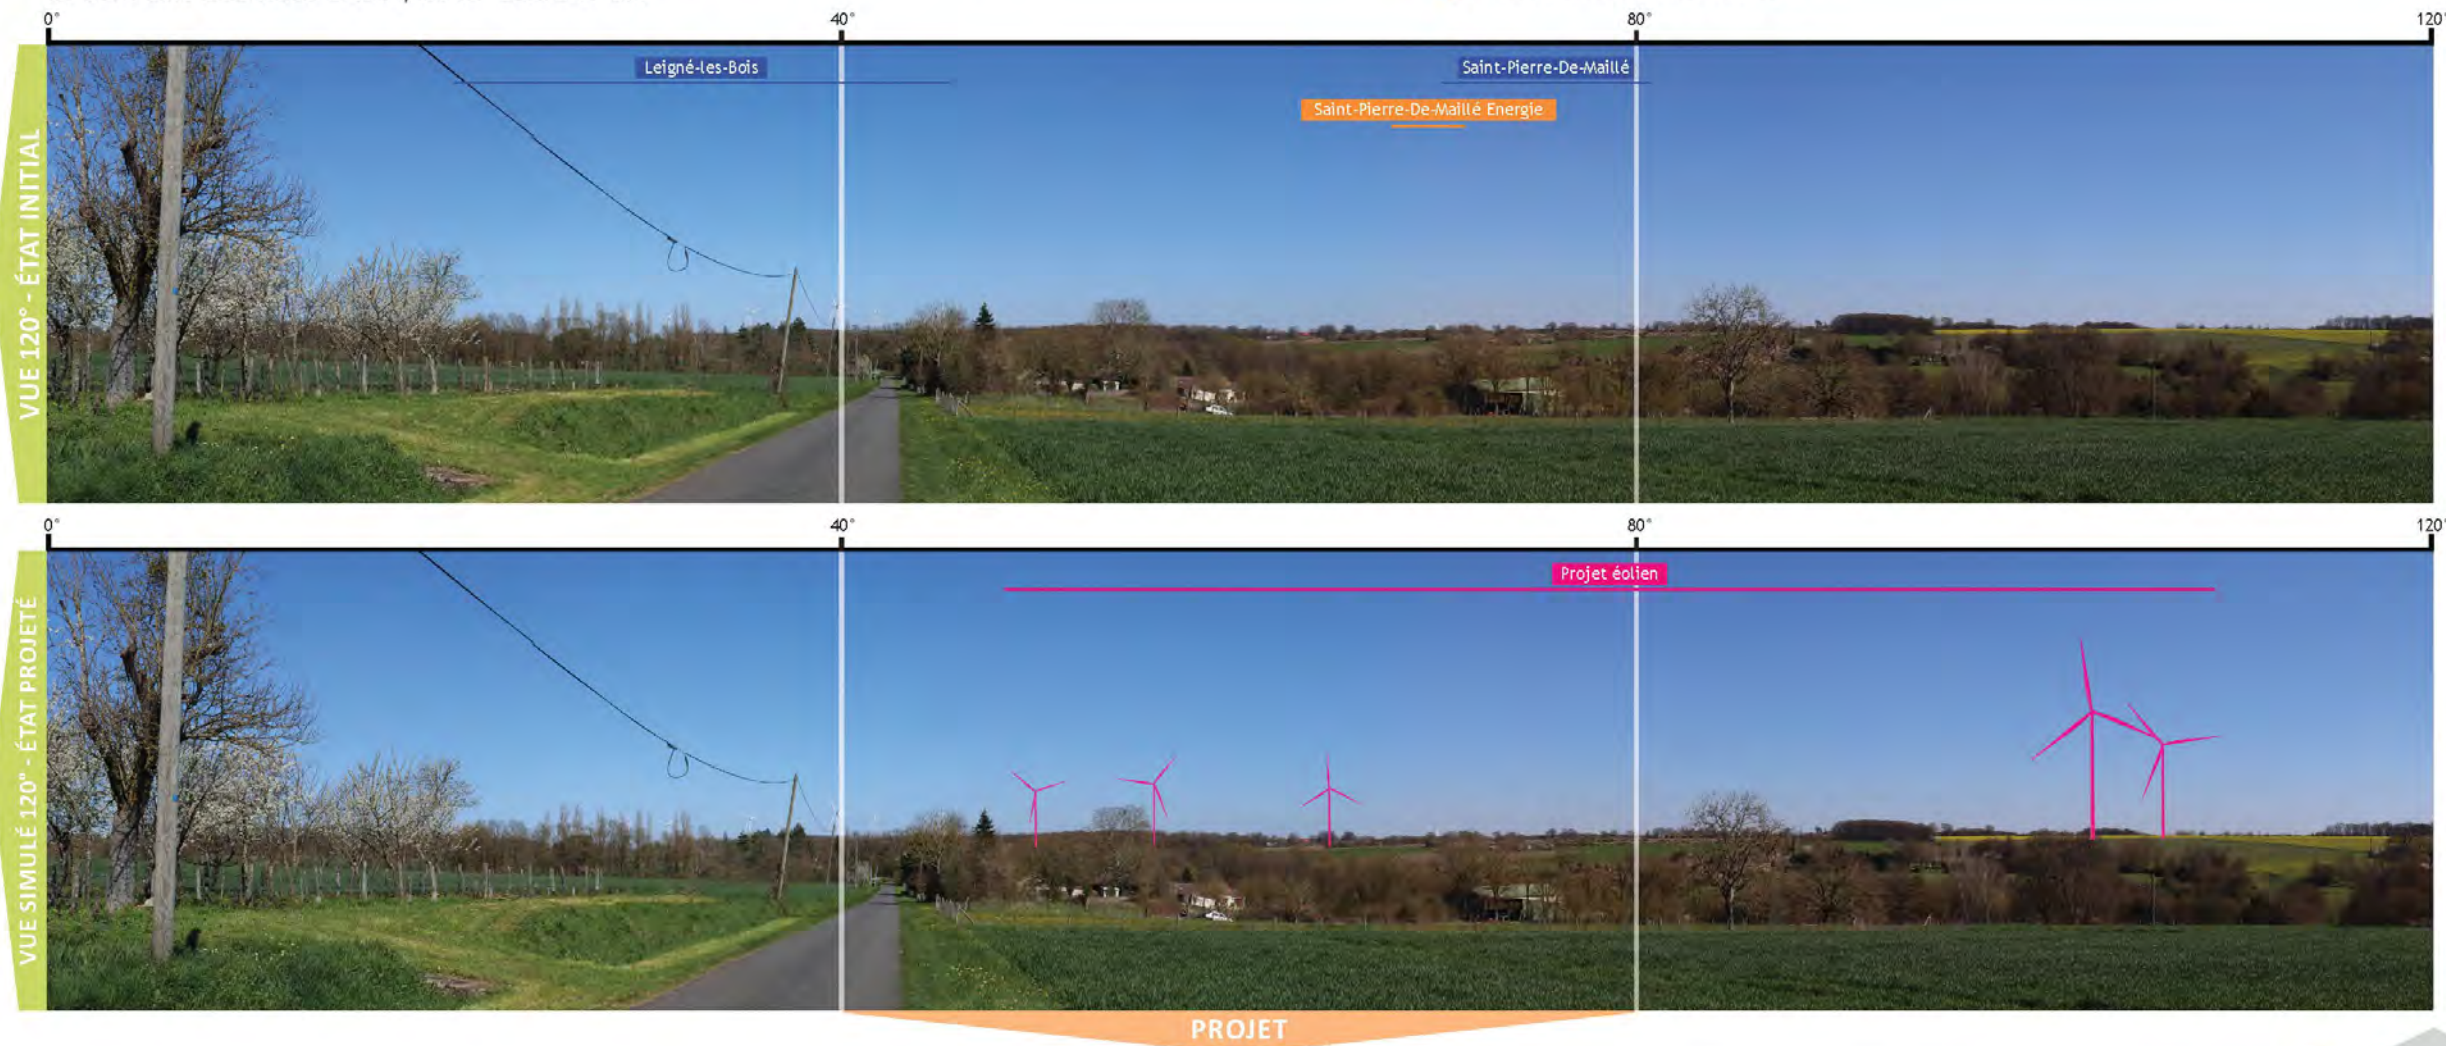 0° 40° 80° 120°
Leigné-les-Bois
Saint-Pierre-De-Maillé
Saint-Pierre-De-Maillé Energie
VUE 120° - ÉTAT INITIAL
0° 40° 80° 120°
Projet éolien
VUE SIMULÉ 120° - ÉTAT PROJETÉ
PROJET